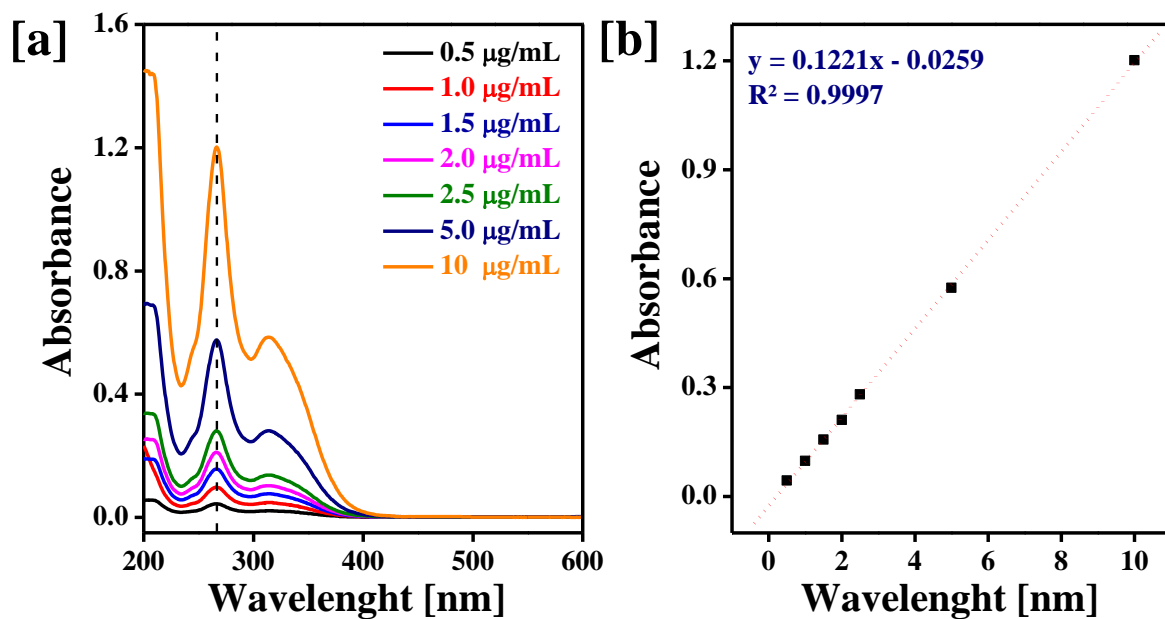 [a]
1.6
1.2
0.8
0.4
0.0
Absorbance
0.5 μg/mL
1.0 μg/mL
1.5 μg/mL
2.0 μg/mL
2.5 μg/mL
5.0 μg/mL
10 μg/mL
200 300 400 500 600
Wavelenght [nm]
[b]
1.2
0.9
0.6
0.3
0.0
Absorbance
y = 0.1221x - 0.0259
R² = 0.9997
0 2 4 6 8 10
Wavelenght [nm]